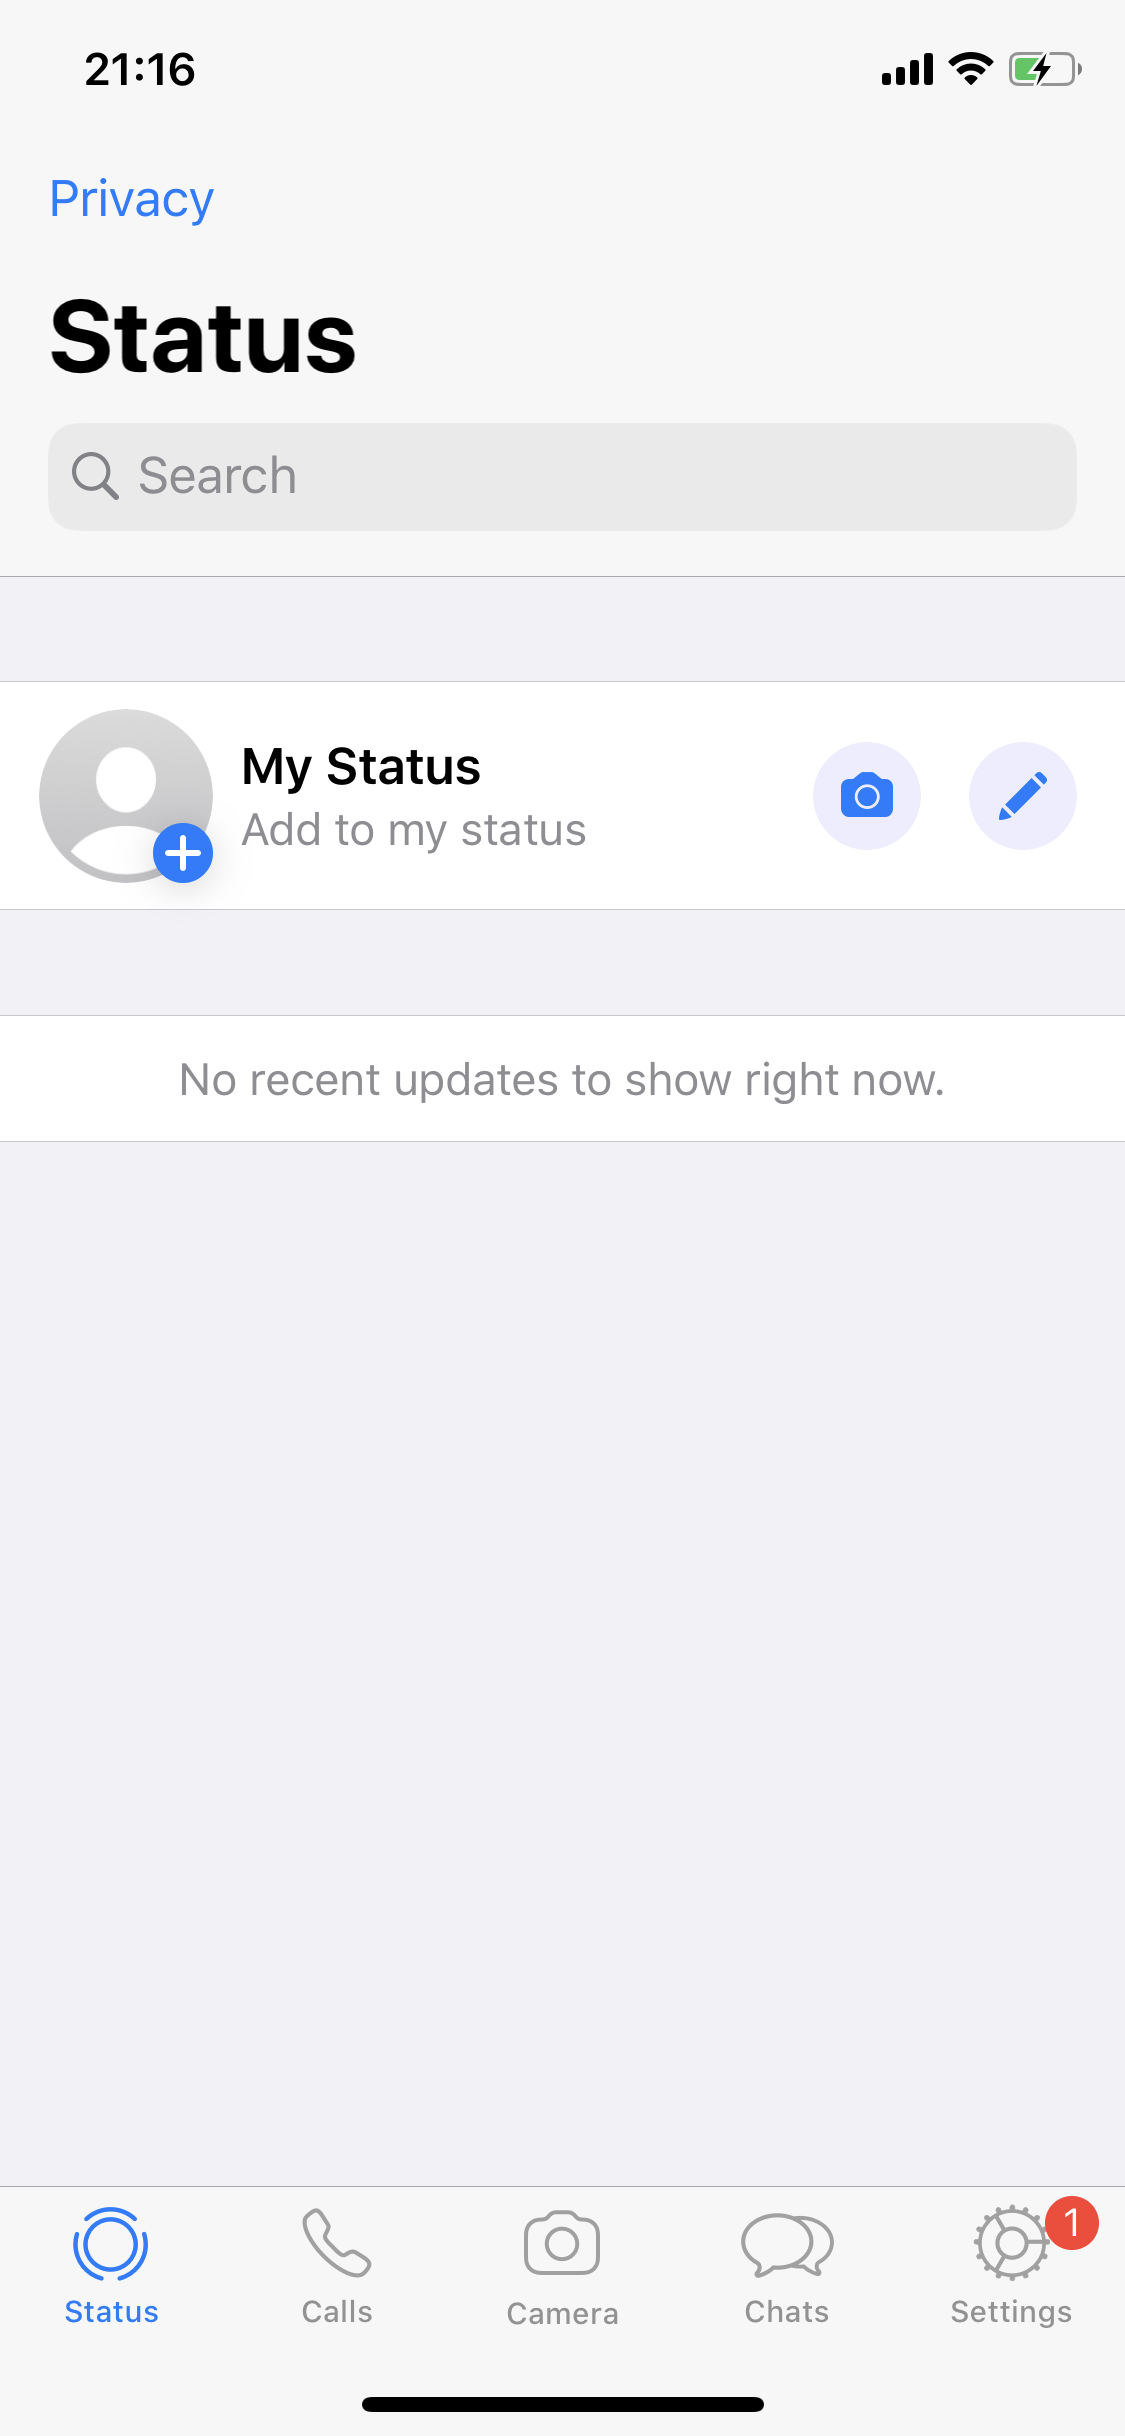 21:16
Privacy
Status
Search
My Status
Add to my status
No recent updates to show right now.
1
Status
Calls
Camera
Chats
Settings